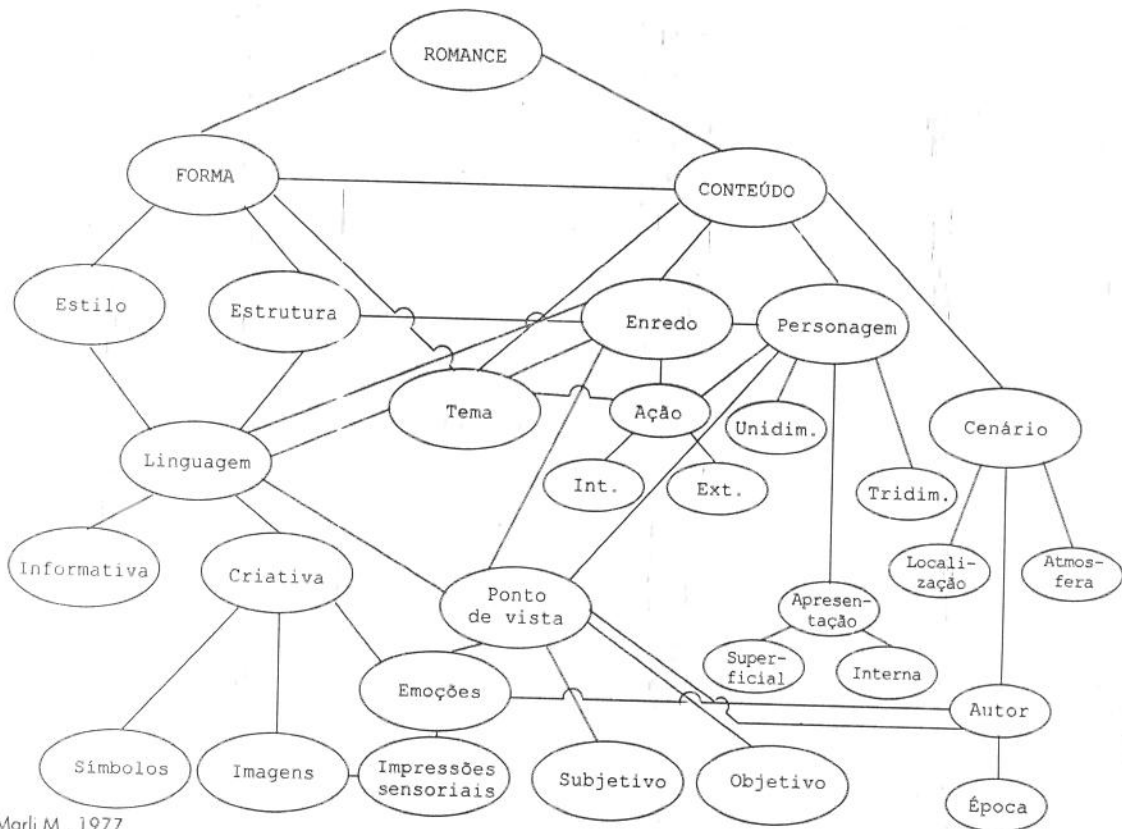 ROMANCE
FORMA
CONTEÚDO
Estilo
Estrutura
Enredo
Personagem
Tema
Ação
Unidim.
Cenário
Linguagem
Int.
Ext.
Tridim.
Informativa
Criativa
Ponto
de vista
Locali-
zação
Atmos-
fera
Apresen-
tação
Super-
ficial
Interna
Emoções
Autor
Símbolos
Imagens
Impressões
sensoriais
Subjetivo
Objetivo
Época
Marli M., 1977